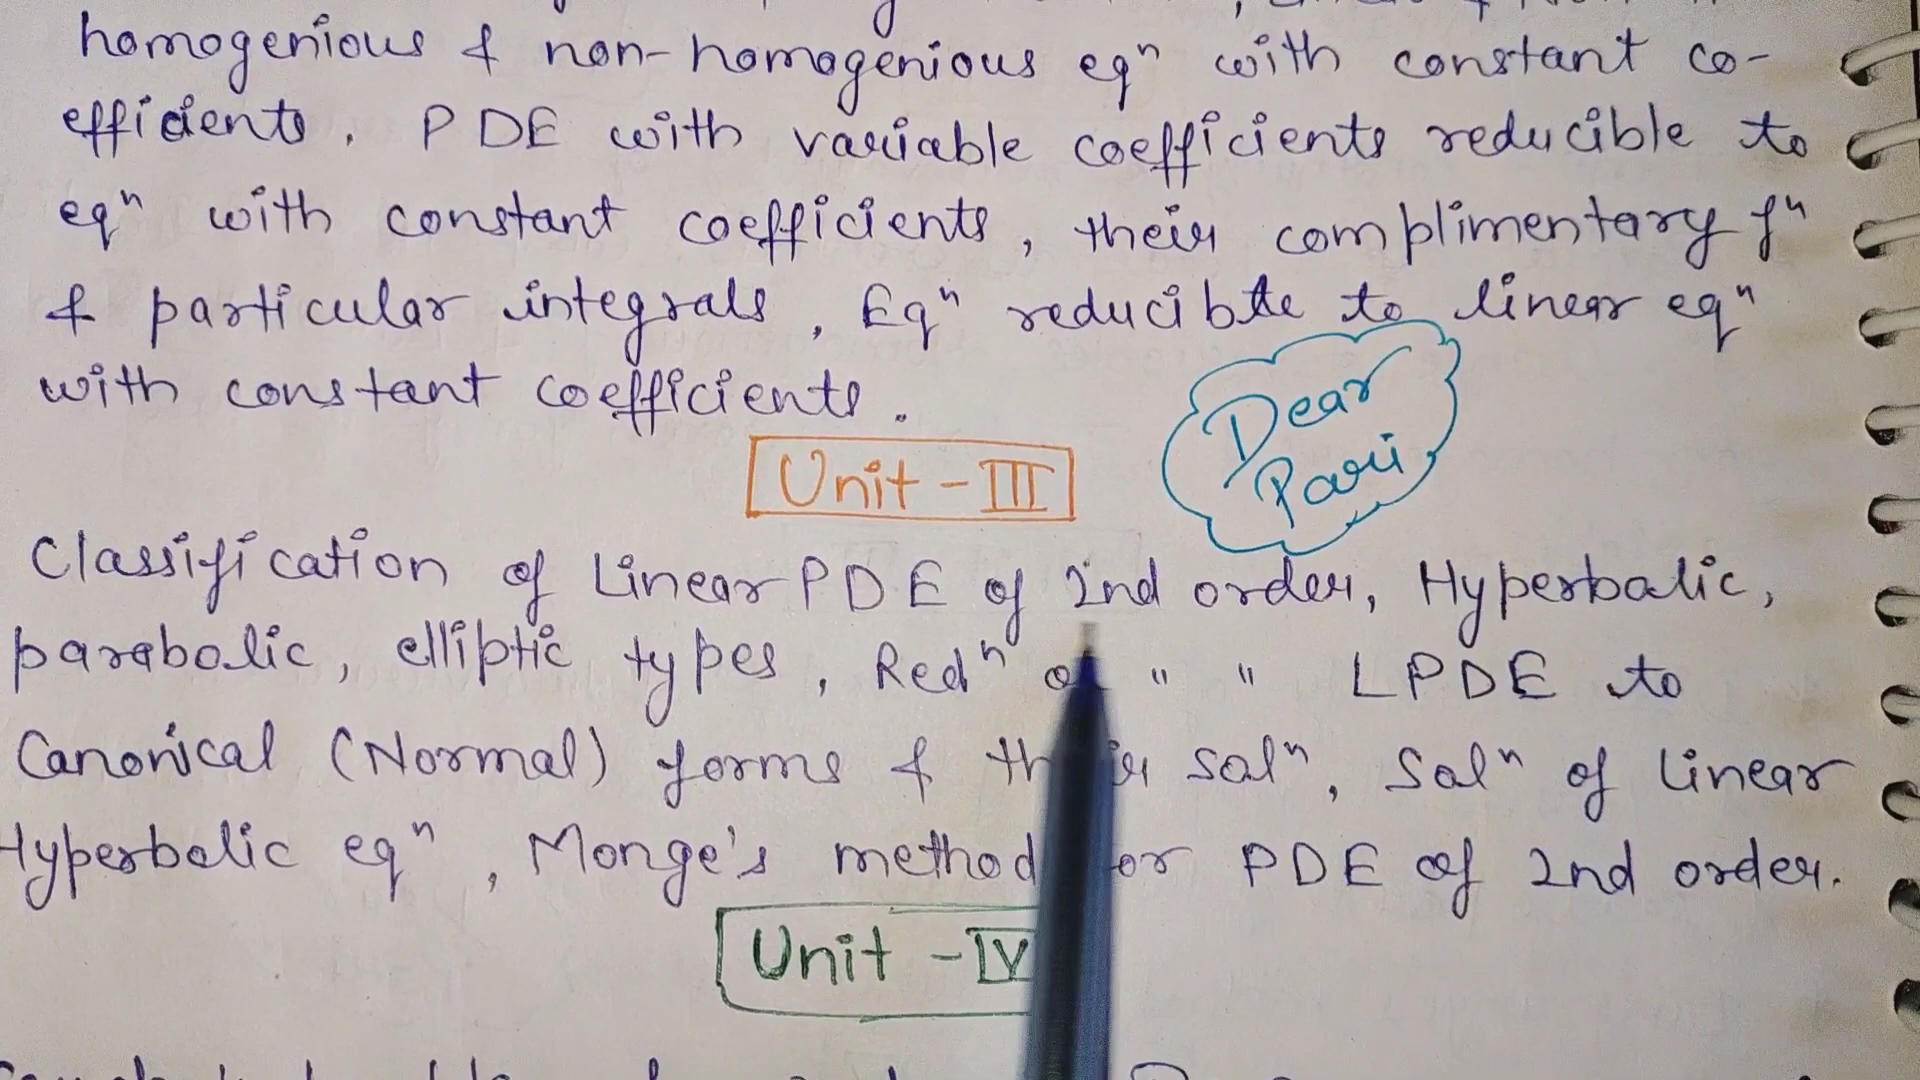 homogenious & non-homogenious eqⁿ with constant co-
efficients. PDE with variable coefficients reducible to
eqⁿ with constant coefficients, their complimentary fⁿ
& particular integrals, Eqⁿ reducible to linear eqⁿ
with constant coefficients.
Dear
Pari
Unit - III
Classification of Linear PDE of 2nd order, Hyperbolic,
parabolic, elliptic types, Redⁿ of " " LPDE to
Canonical (Normal) forms & their solⁿ, Solⁿ of linear
Hyperbolic eqⁿ, Monge's method for PDE of 2nd order.
Unit - IV